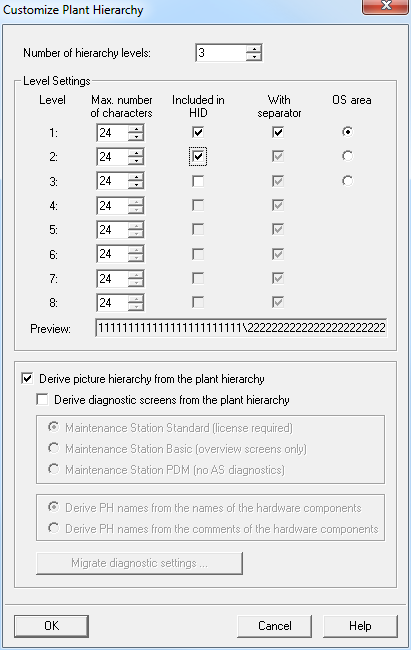 Customize Plant Hierarchy
Number of hierarchy levels: 3
Level Settings
Level Max. number of characters Included in HID With separator OS area
1: 24
2: 24
3: 24
4: 24
5: 24
6: 24
7: 24
8: 24
Preview: 111111111111111111111111\22222222222222222222222
Derive picture hierarchy from the plant hierarchy
Derive diagnostic screens from the plant hierarchy
Maintenance Station Standard (license required)
Maintenance Station Basic (overview screens only)
Maintenance Station PDM (no AS diagnostics)
Derive PH names from the names of the hardware components
Derive PH names from the comments of the hardware components
Migrate diagnostic settings ...
OK Cancel Help